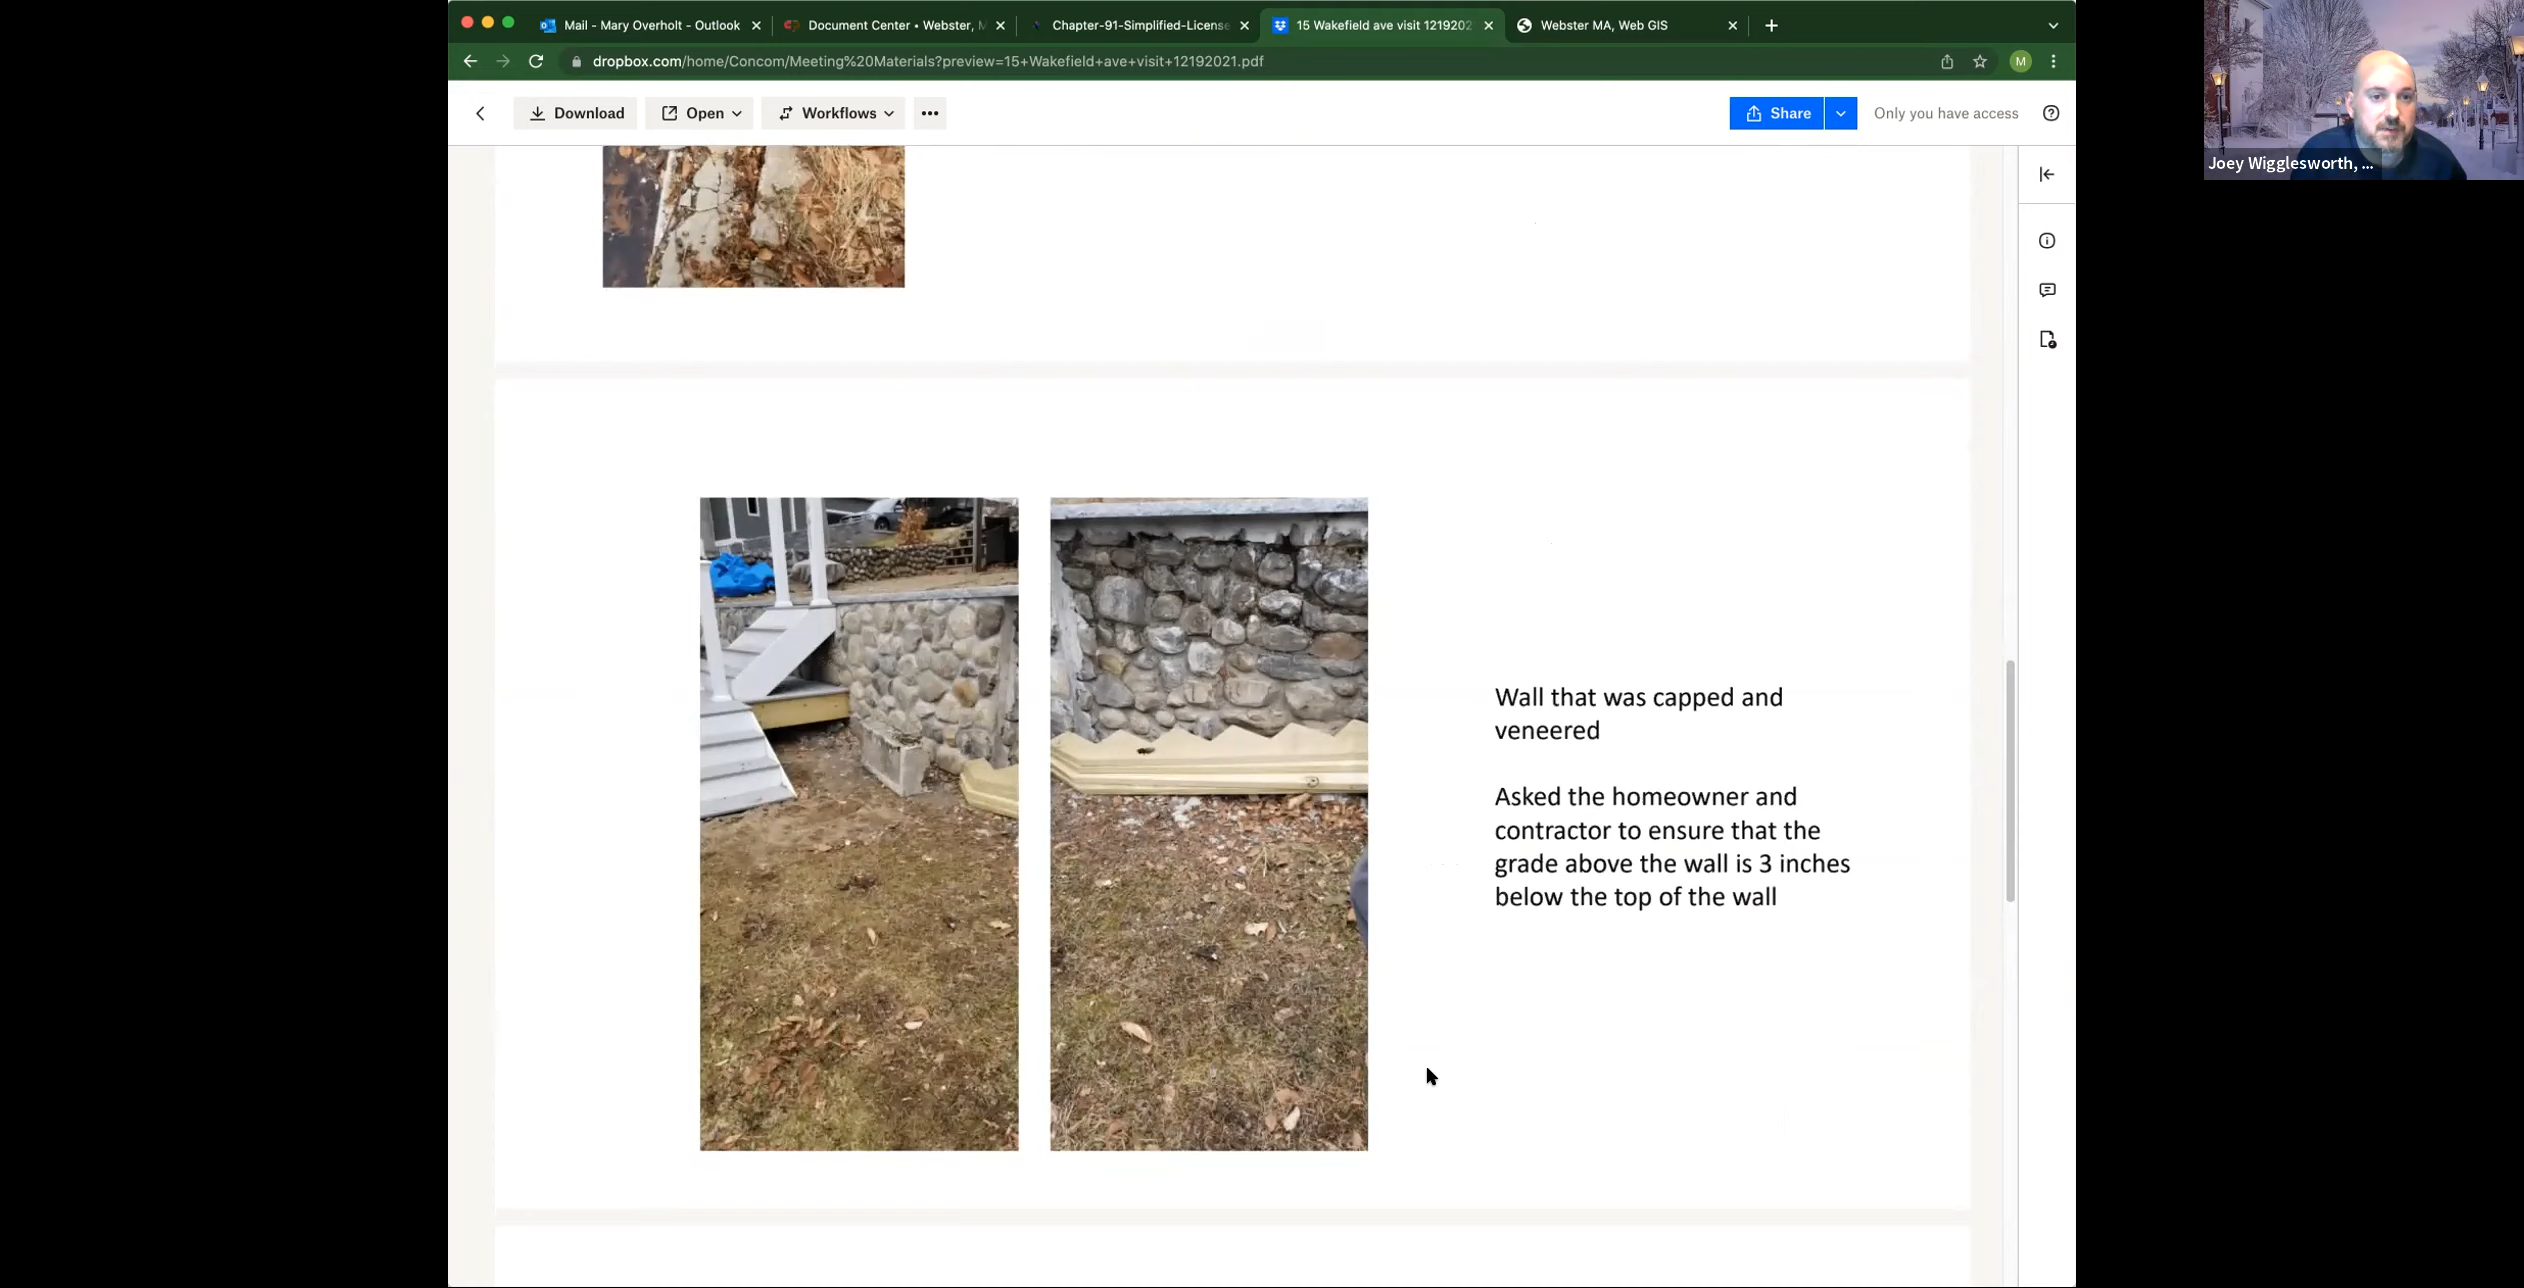 Mail - Mary Overholt - Outlook
Document Center • Webster, M
Chapter-91-Simplified-License
15 Wakefield ave visit 1219202
Webster MA, Web GIS
dropbox.com/home/Concom/Meeting%20Materials?preview=15+Wakefield+ave+visit+12192021.pdf
M
Download
Open
Workflows
Share
Only you have access
Joey Wigglesworth, ...
Wall that was capped and
veneered
Asked the homeowner and
contractor to ensure that the
grade above the wall is 3 inches
below the top of the wall